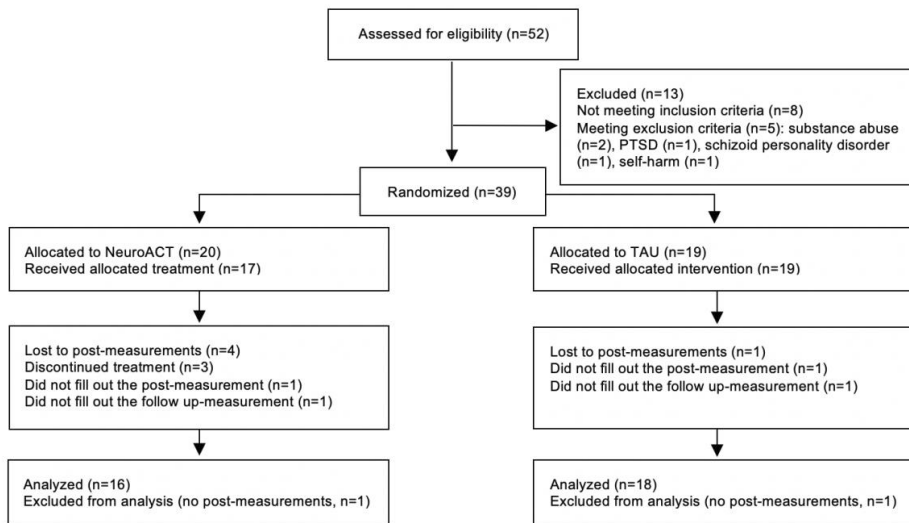 Assessed for eligibility (n=52)
Excluded (n=13)
Not meeting inclusion criteria (n=8)
Meeting exclusion criteria (n=5): substance abuse
(n=2), PTSD (n=1), schizoid personality disorder
(n=1), self-harm (n=1)
Randomized (n=39)
Allocated to NeuroACT (n=20)
Received allocated treatment (n=17)
Allocated to TAU (n=19)
Received allocated intervention (n=19)
Lost to post-measurements (n=4)
Discontinued treatment (n=3)
Did not fill out the post-measurement (n=1)
Did not fill out the follow up-measurement (n=1)
Lost to post-measurements (n=1)
Did not fill out the post-measurement (n=1)
Did not fill out the follow up-measurement (n=1)
Analyzed (n=16)
Excluded from analysis (no post-measurements, n=1)
Analyzed (n=18)
Excluded from analysis (no post-measurements, n=1)